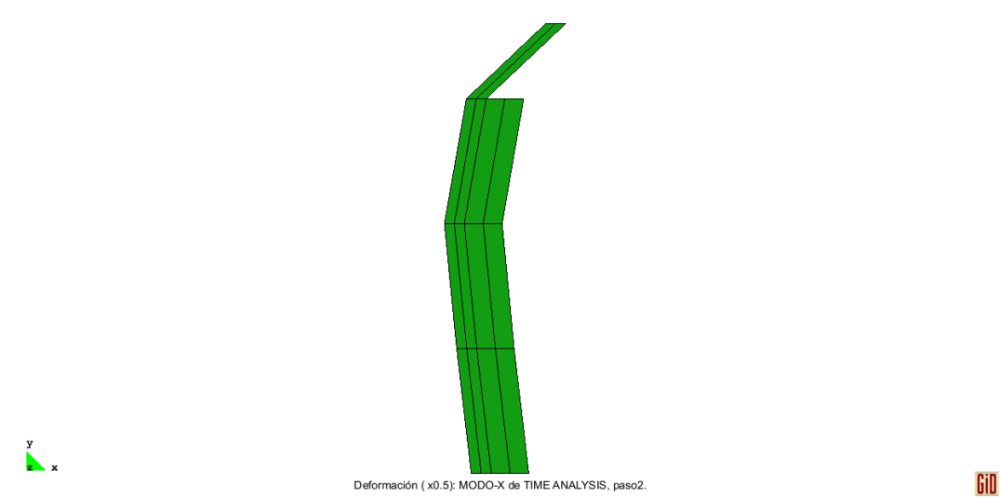 y
z x
Deformación ( x0.5): MODO-X de TIME ANALYSIS, paso2.
GiD